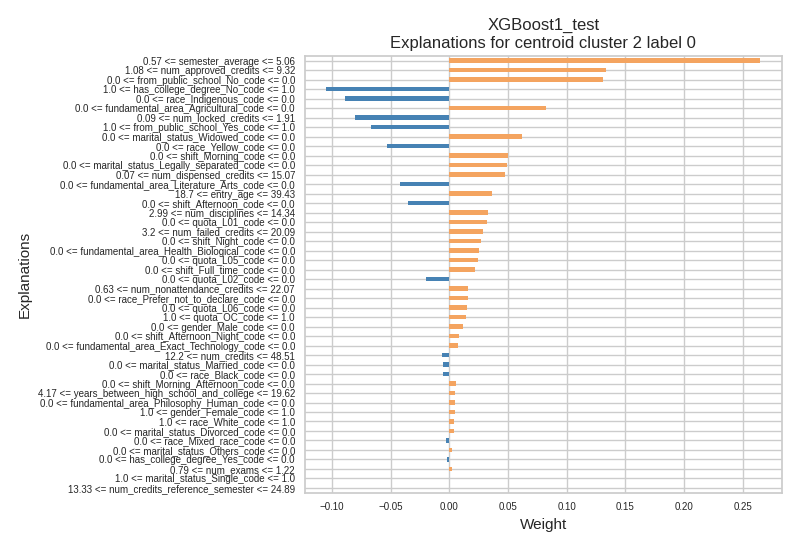 XGBoost1_test
Explanations for centroid cluster 2 label 0
0.57 <= semester_average <= 5.06
1.08 <= num_approved_credits <= 9.32
0.0 <= from_public_school_No_code <= 0.0
1.0 <= has_college_degree_No_code <= 1.0
0.0 <= race_Indigenous_code <= 0.0
0.0 <= fundamental_area_Agricultural_code <= 0.0
0.09 <= num_locked_credits <= 1.91
1.0 <= from_public_school_Yes_code <= 1.0
0.0 <= marital_status_Widowed_code <= 0.0
0.0 <= race_Yellow_code <= 0.0
0.0 <= shift_Morning_code <= 0.0
0.0 <= marital_status_Legally_separated_code <= 0.0
0.07 <= num_dispensed_credits <= 15.07
0.0 <= fundamental_area_Literature_Arts_code <= 0.0
18.7 <= entry_age <= 39.43
0.0 <= shift_Afternoon_code <= 0.0
2.99 <= num_disciplines <= 14.34
0.0 <= quota_L01_code <= 0.0
3.2 <= num_failed_credits <= 20.09
0.0 <= shift_Night_code <= 0.0
0.0 <= fundamental_area_Health_Biological_code <= 0.0
0.0 <= quota_L05_code <= 0.0
0.0 <= shift_Full_time_code <= 0.0
0.0 <= quota_L02_code <= 0.0
0.63 <= num_nonattendance_credits <= 22.07
0.0 <= race_Prefer_not_to_declare_code <= 0.0
0.0 <= quota_L06_code <= 0.0
1.0 <= quota_OC_code <= 1.0
0.0 <= gender_Male_code <= 0.0
0.0 <= shift_Afternoon_Night_code <= 0.0
0.0 <= fundamental_area_Exact_Technology_code <= 0.0
12.2 <= num_credits <= 48.51
0.0 <= marital_status_Married_code <= 0.0
0.0 <= race_Black_code <= 0.0
0.0 <= shift_Morning_Afternoon_code <= 0.0
4.17 <= years_between_high_school_and_college <= 19.62
0.0 <= fundamental_area_Philosophy_Human_code <= 0.0
1.0 <= gender_Female_code <= 1.0
1.0 <= race_White_code <= 1.0
0.0 <= marital_status_Divorced_code <= 0.0
0.0 <= race_Mixed_race_code <= 0.0
0.0 <= marital_status_Others_code <= 0.0
0.0 <= has_college_degree_Yes_code <= 0.0
0.79 <= num_exams <= 1.22
1.0 <= marital_status_Single_code <= 1.0
13.33 <= num_credits_reference_semester <= 24.89
Explanations
−0.10 −0.05 0.00 0.05 0.10 0.15 0.20 0.25
Weight